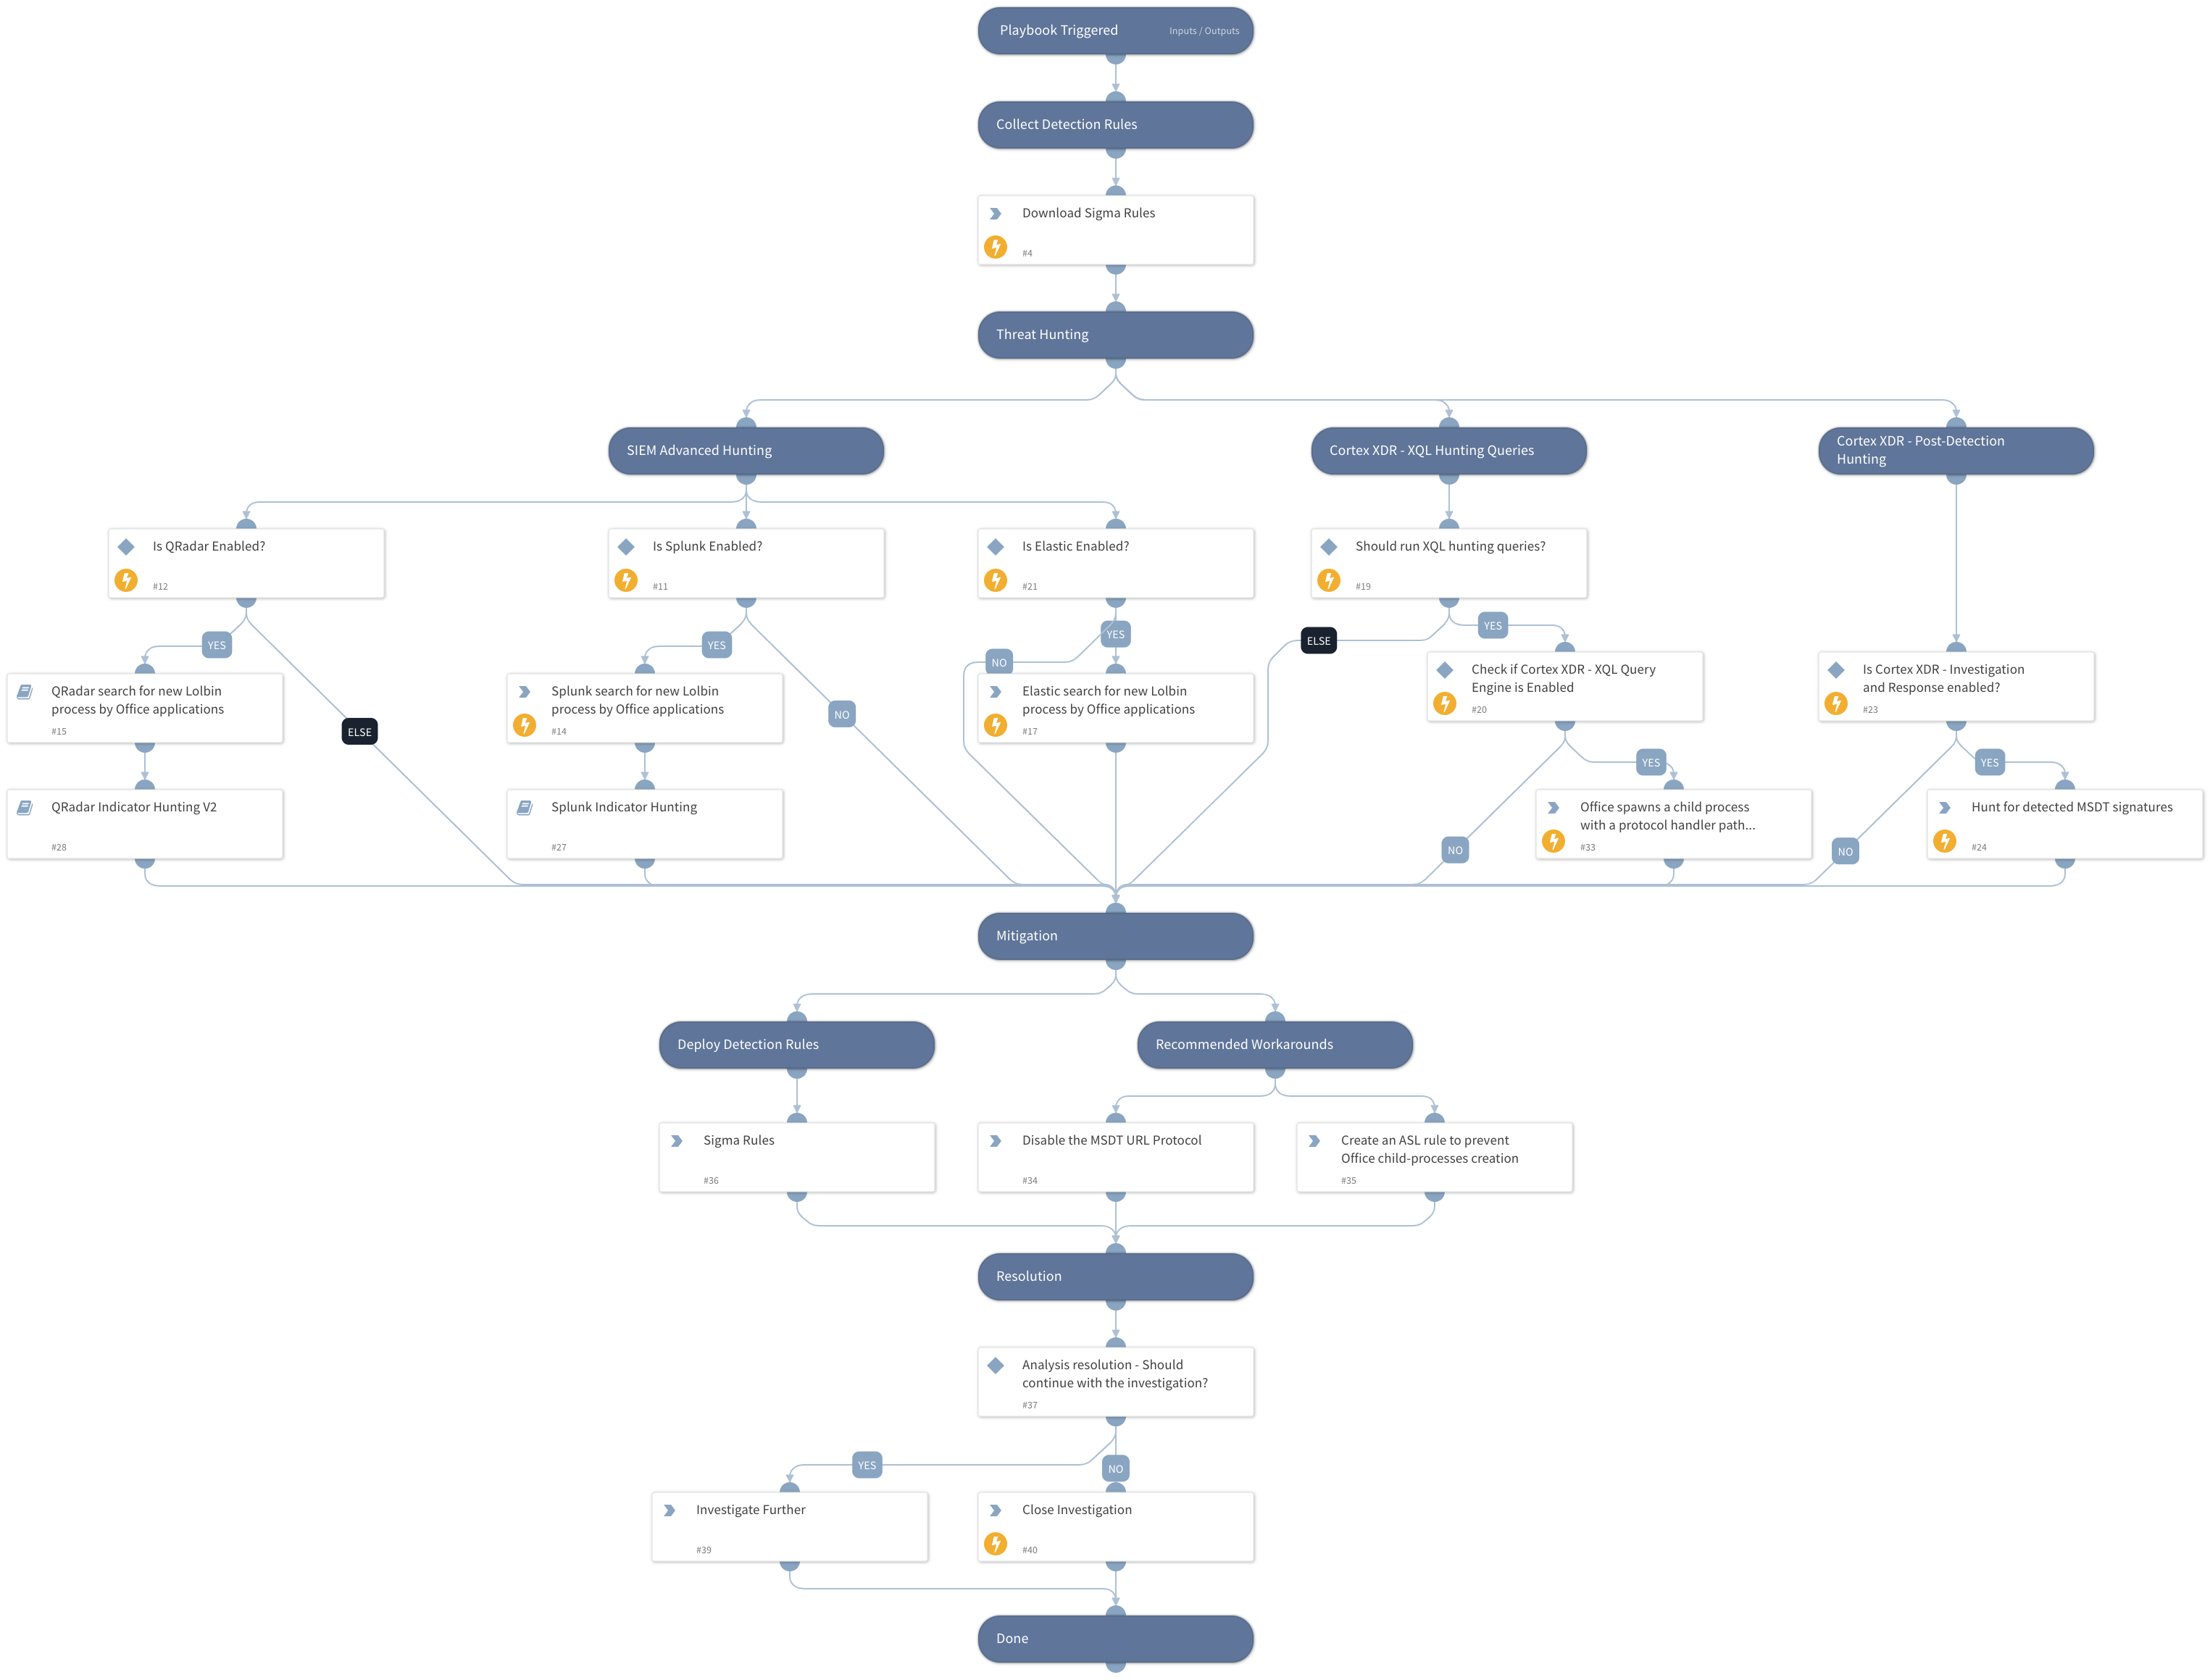 Playbook Triggered
Inputs / Outputs
Collect Detection Rules
Download Sigma Rules
#4
Threat Hunting
SIEM Advanced Hunting
Cortex XDR - XQL Hunting Queries
Cortex XDR - Post-Detection
Hunting
Is QRadar Enabled?
#12
Is Splunk Enabled?
#11
Is Elastic Enabled?
#21
Should run XQL hunting queries?
#19
YES
ELSE
YES
NO
YES
NO
ELSE
YES
QRadar search for new Lolbin
process by Office applications
#15
Splunk search for new Lolbin
process by Office applications
#14
Elastic search for new Lolbin
process by Office applications
#17
Check if Cortex XDR - XQL Query
Engine is Enabled
#20
Is Cortex XDR - Investigation
and Response enabled?
#23
YES
NO
YES
NO
QRadar Indicator Hunting V2
#28
Splunk Indicator Hunting
#27
Office spawns a child process
with a protocol handler path...
#33
Hunt for detected MSDT signatures
#24
Mitigation
Deploy Detection Rules
Recommended Workarounds
Sigma Rules
#36
Disable the MSDT URL Protocol
#34
Create an ASL rule to prevent
Office child-processes creation
#35
Resolution
Analysis resolution - Should
continue with the investigation?
#37
YES
NO
Investigate Further
#39
Close Investigation
#40
Done